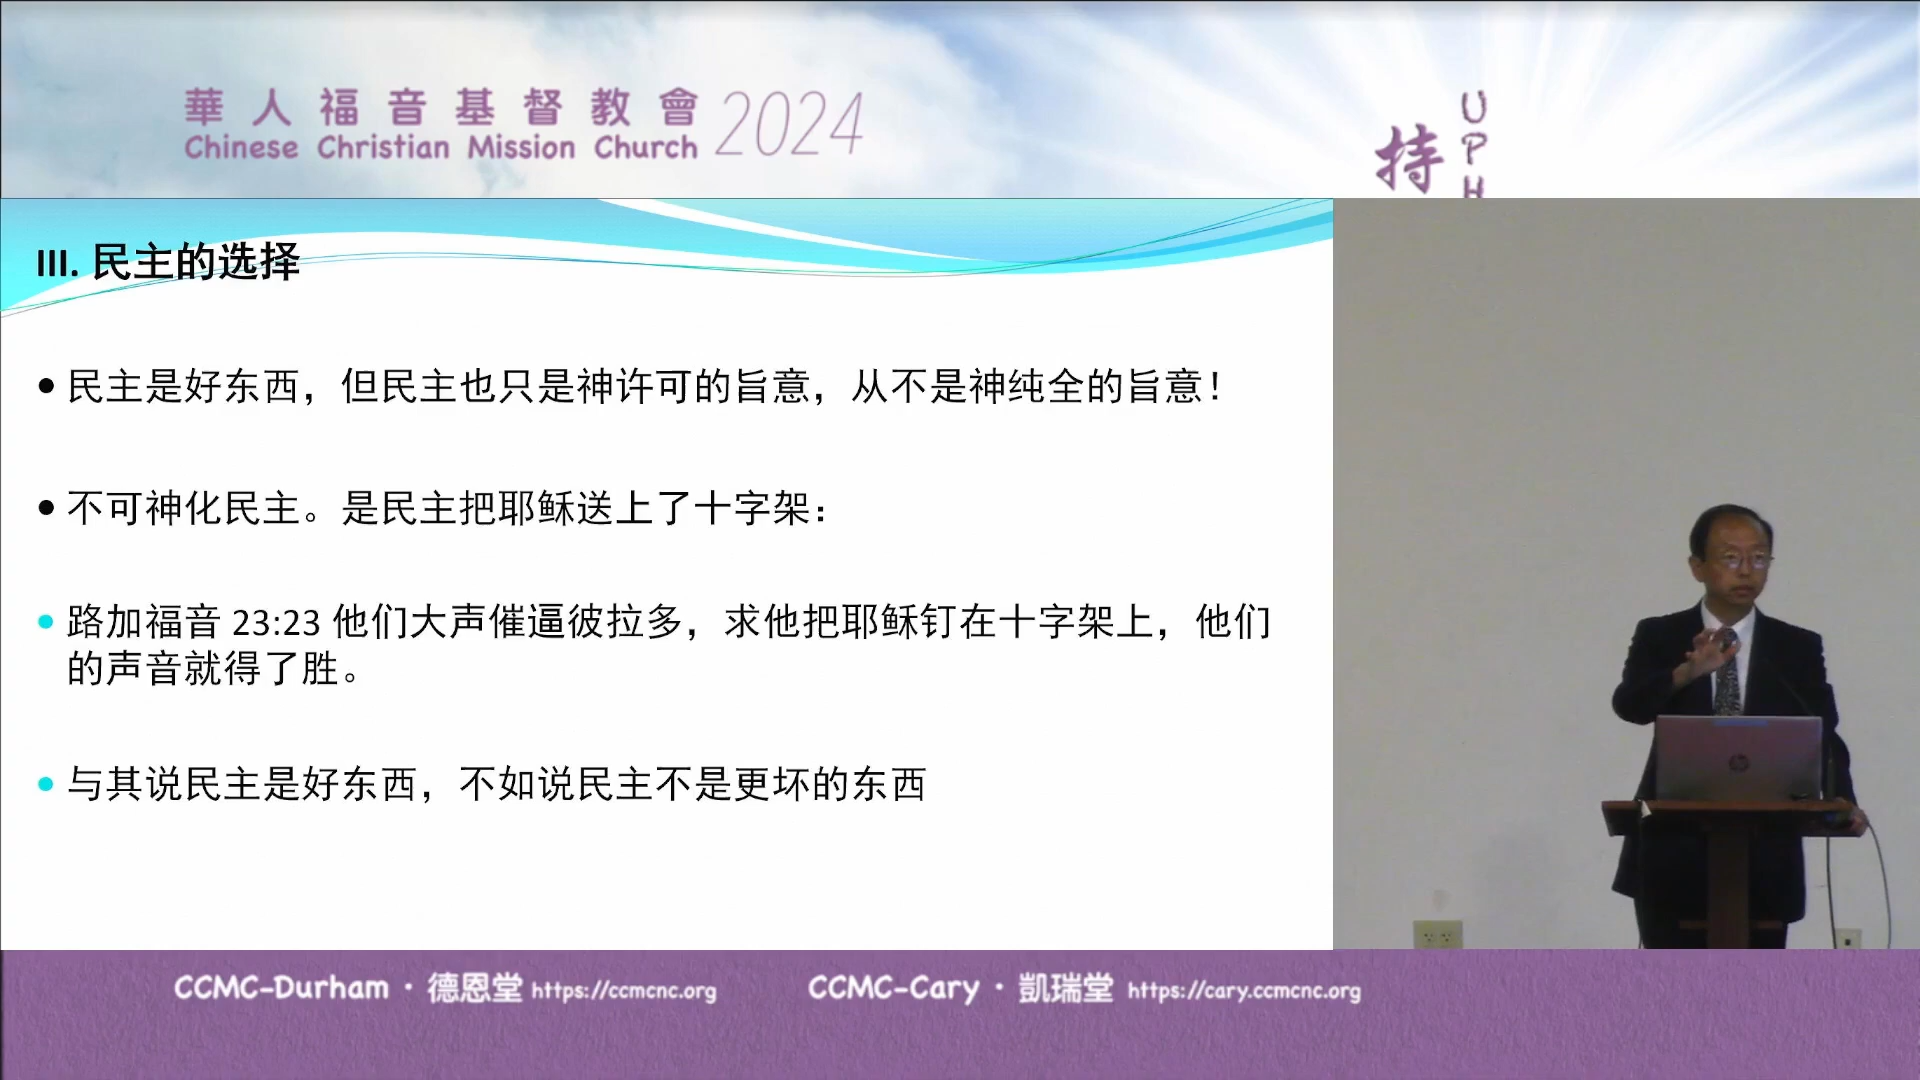 華人福音基督教會 2024
Chinese Christian Mission Church
持 UPH
III. 民主的选择
• 民主是好东西，但民主也只是神许可的旨意，从不是神纯全的旨意！
• 不可神化民主。是民主把耶稣送上了十字架：
• 路加福音 23:23 他们大声催逼彼拉多，求他把耶稣钉在十字架上，他们
的声音就得了胜。
• 与其说民主是好东西，不如说民主不是更坏的东西
hp
CCMC-Durham · 德恩堂 https://ccmcnc.org
CCMC-Cary · 凱瑞堂 https://cary.ccmcnc.org